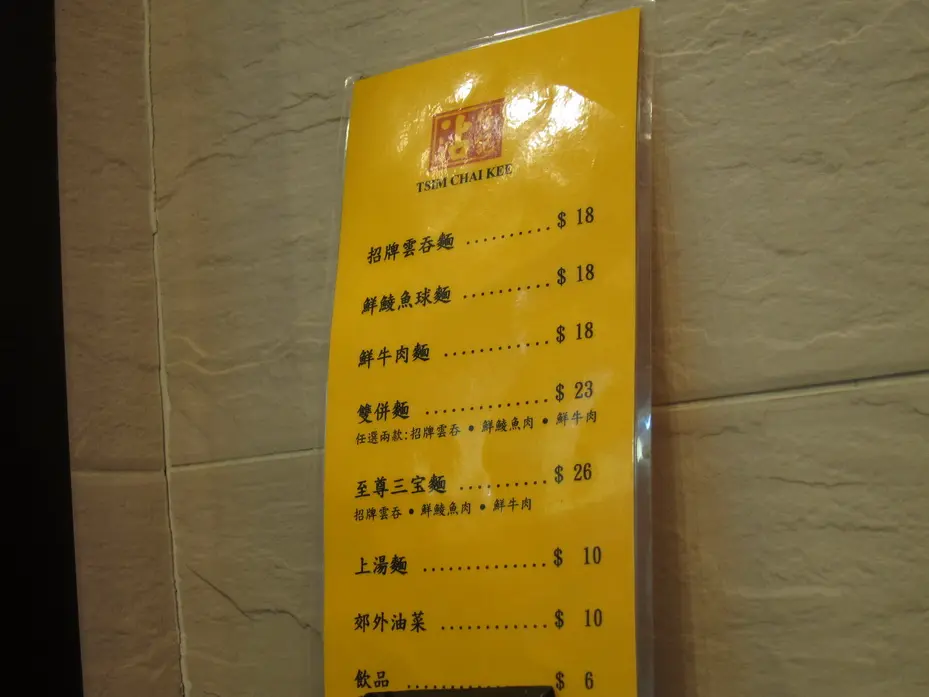 TSIM CHAI KEE
招牌雲吞麵 .......... $ 18
鮮鯪魚球麵 .......... $ 18
鮮牛肉麵 ............ $ 18
雙併麵 .............. $ 23
任選兩款:招牌雲吞 • 鮮鯪魚肉 • 鮮牛肉
至尊三宝麵 .......... $ 26
招牌雲吞 • 鮮鯪魚肉 • 鮮牛肉
上湯麵 .............. $ 10
郊外油菜 ............ $ 10
飲品 ................ $ 6